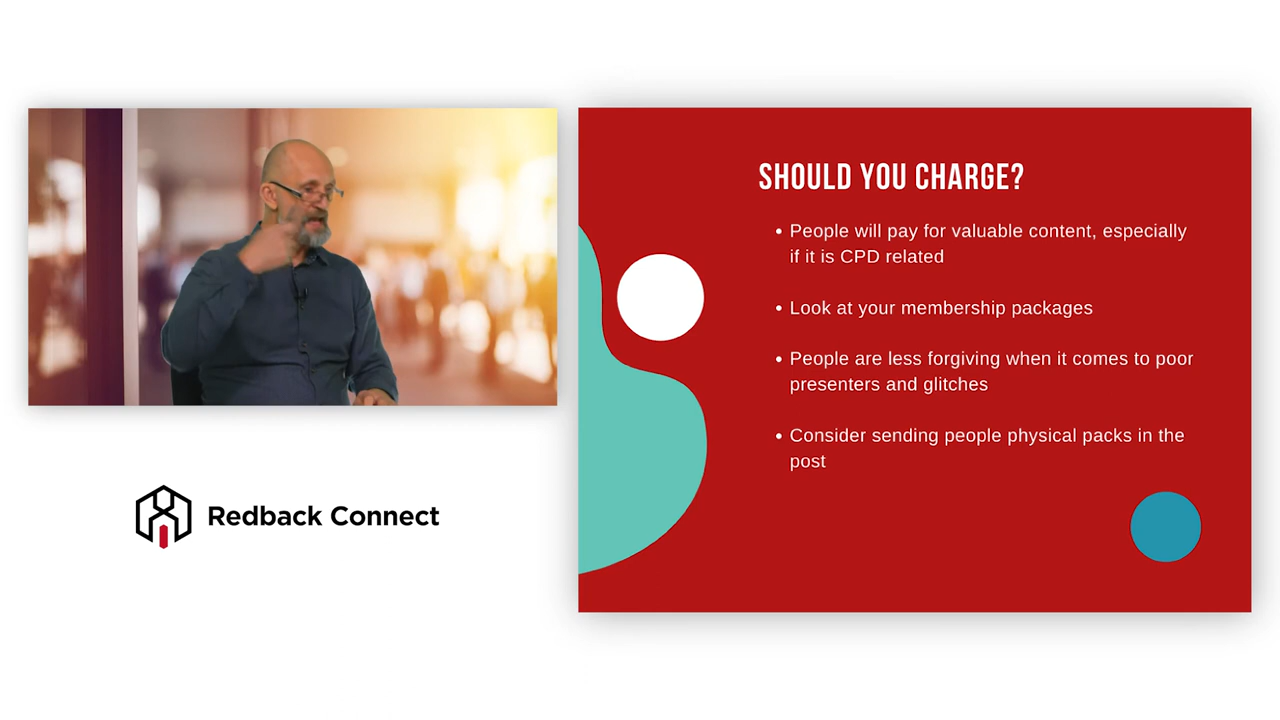 SHOULD YOU CHARGE?
• People will pay for valuable content, especially
if it is CPD related
• Look at your membership packages
• People are less forgiving when it comes to poor
presenters and glitches
• Consider sending people physical packs in the
post
Redback Connect